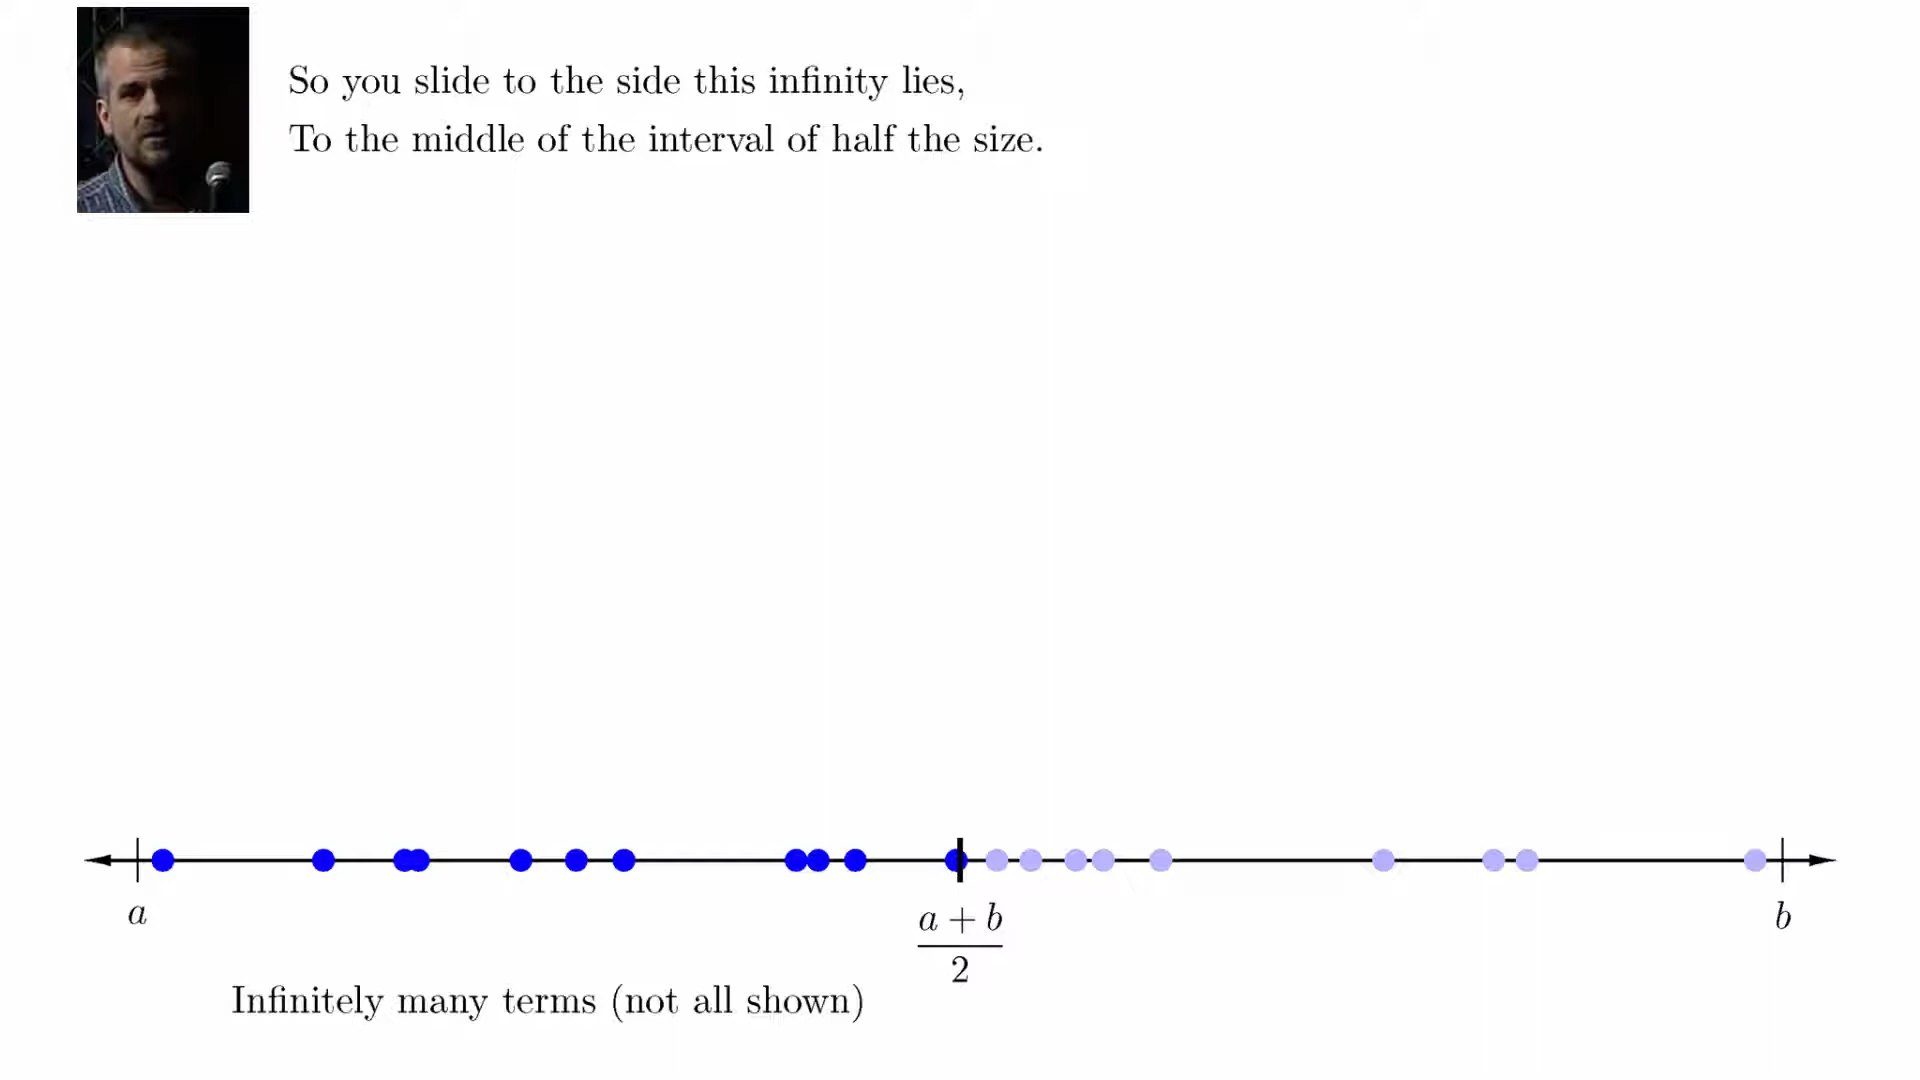 So you slide to the side this infinity lies,
To the middle of the interval of half the size.
a
a + b
2
b
Infinitely many terms (not all shown)